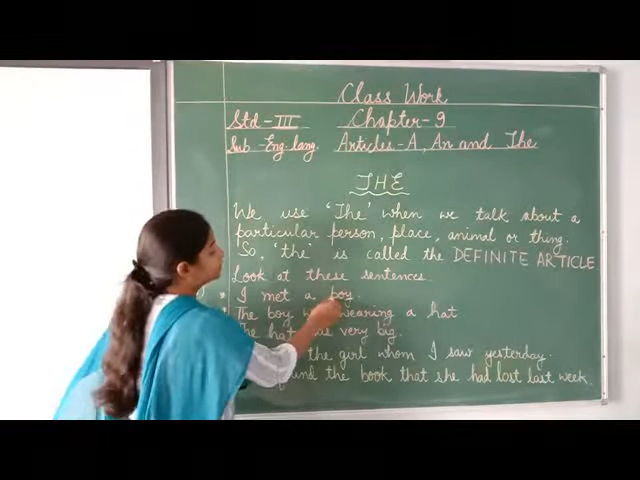 Class Work
Std-III Chapter-9
Sub-Eng.lang. Articles-A, An and The
THE
We use 'The' when we talk about a
particular person, place, animal or thing.
So, 'the' is called the DEFINITE ARTICLE
Look at these sentences.
I met a boy.
The boy wearing a hat
The hat was very big.
the girl whom I saw yesterday.
the book that she had lost last week.